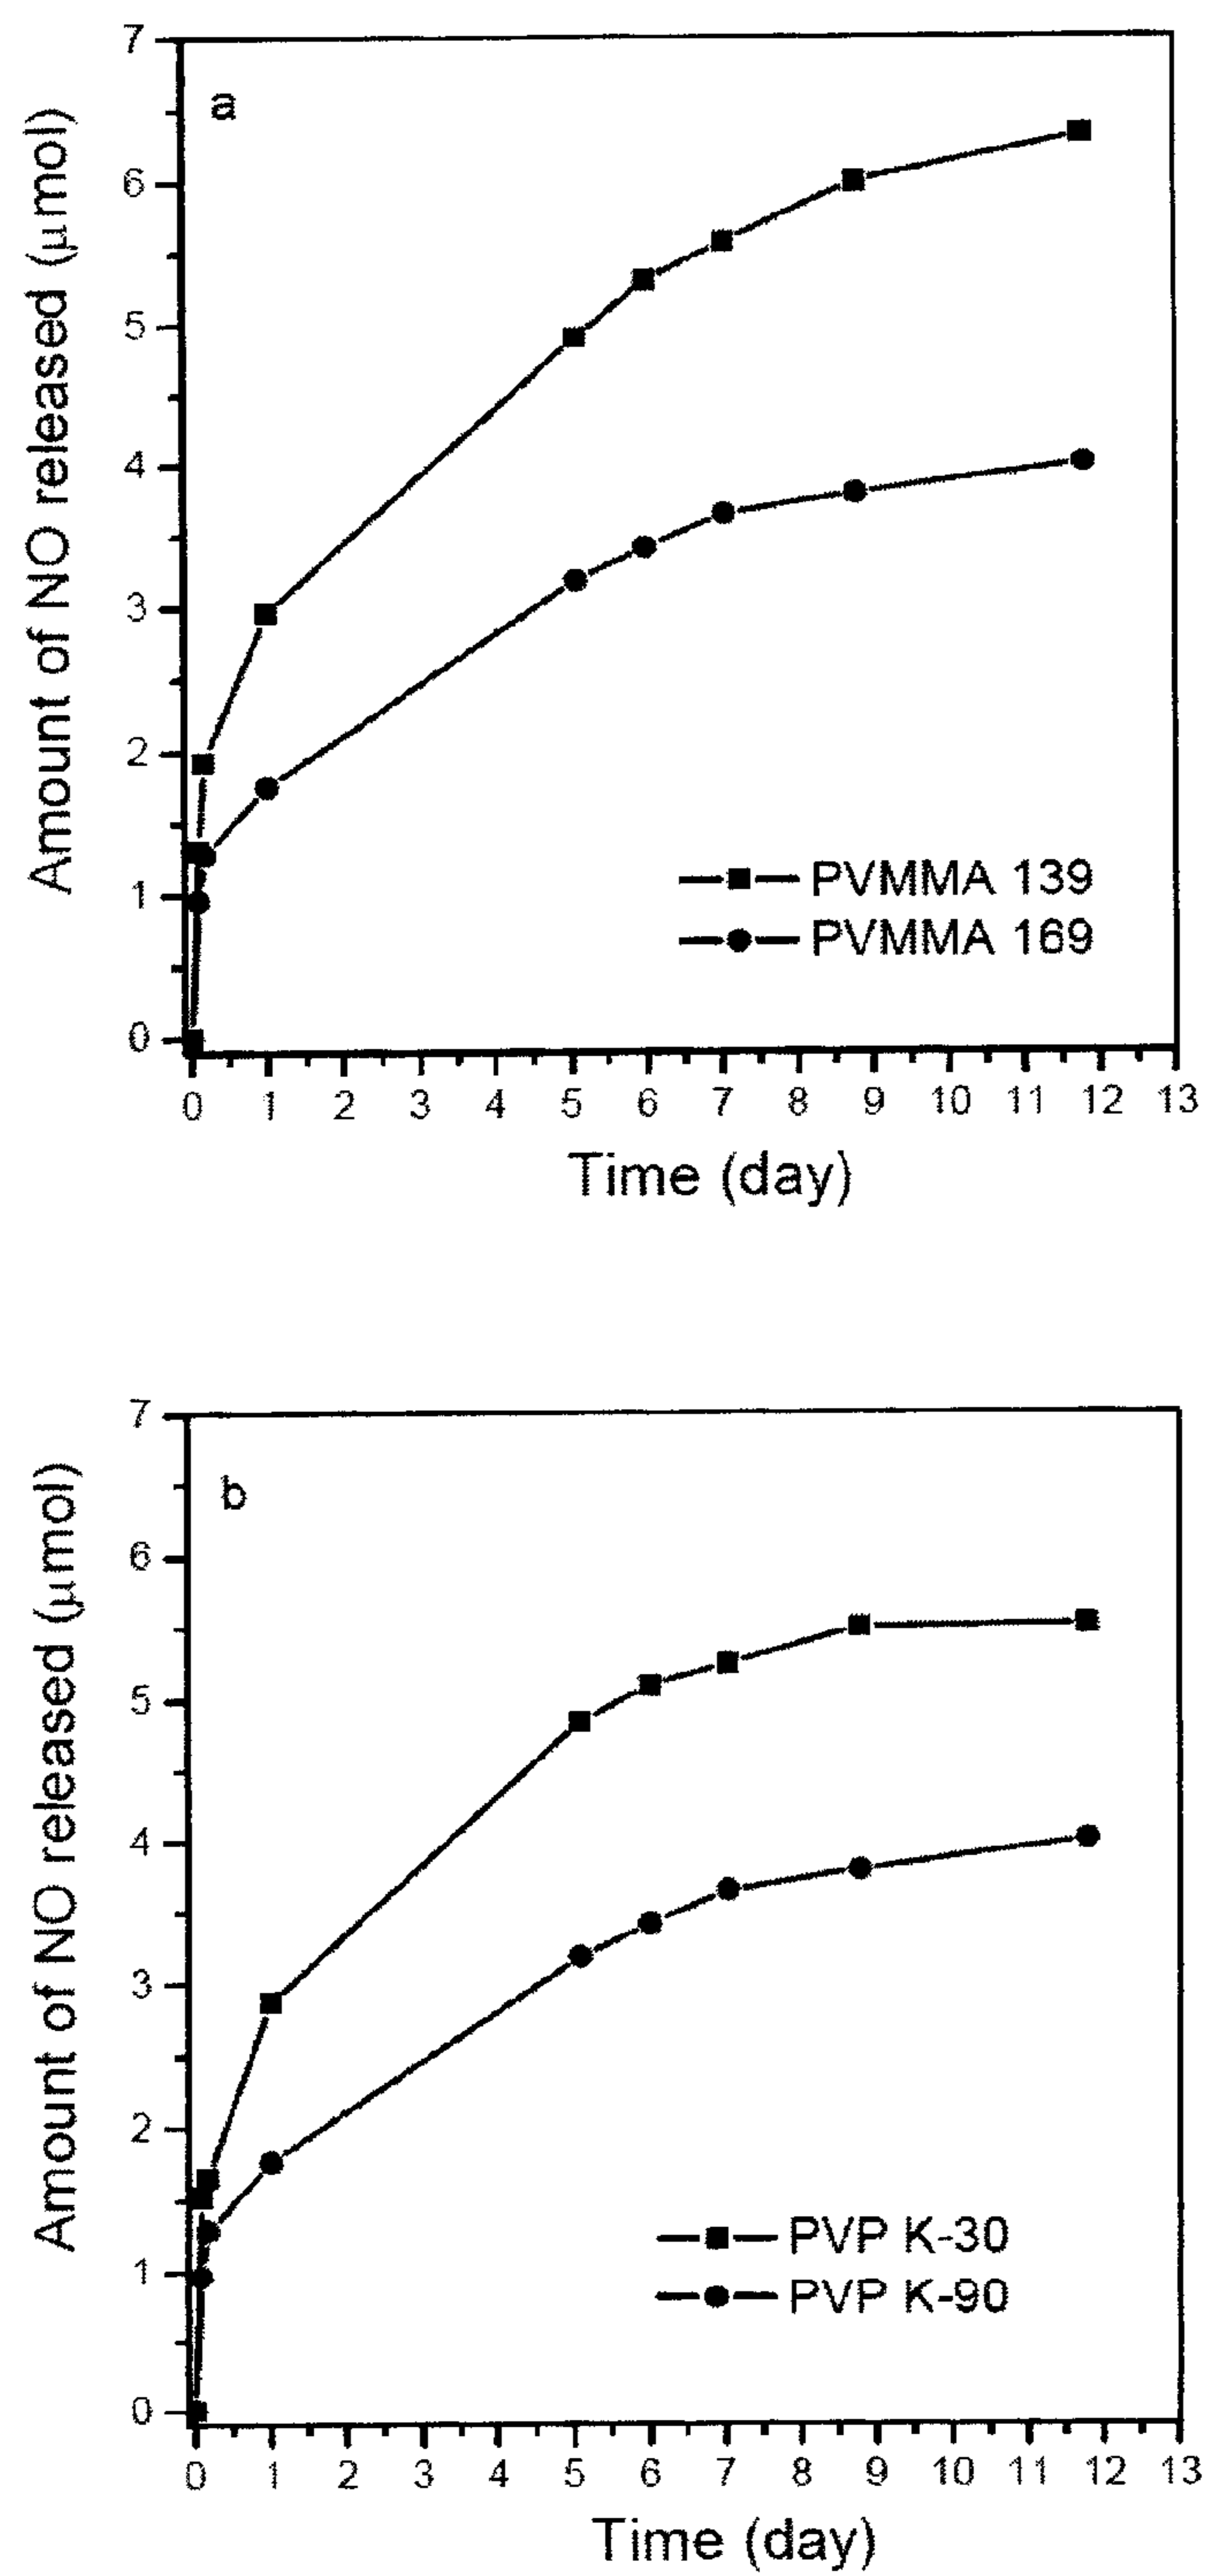 a
Amount of NO released (μmol)
7
6
5
4
3
2
1
0
PVMMA 139
PVMMA 169
0 1 2 3 4 5 6 7 8 9 10 11 12 13
Time (day)
b
Amount of NO released (μmol)
7
6
5
4
3
2
1
0
PVP K-30
PVP K-90
0 1 2 3 4 5 6 7 8 9 10 11 12 13
Time (day)